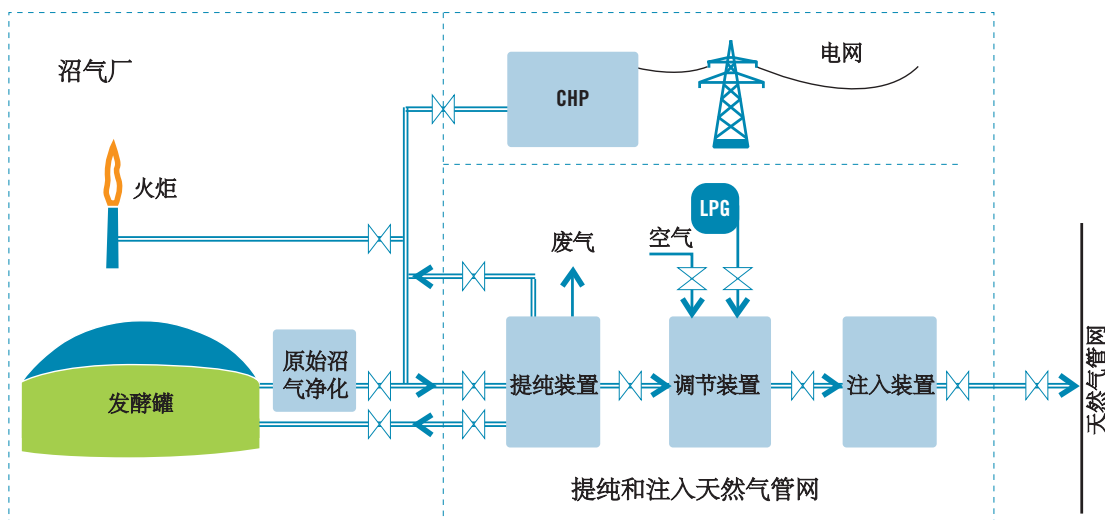 沼气厂
CHP
电网
火炬
LPG
废气
空气
原始沼
气净化
发酵罐
提纯装置
调节装置
注入装置
天然气管网
提纯和注入天然气管网